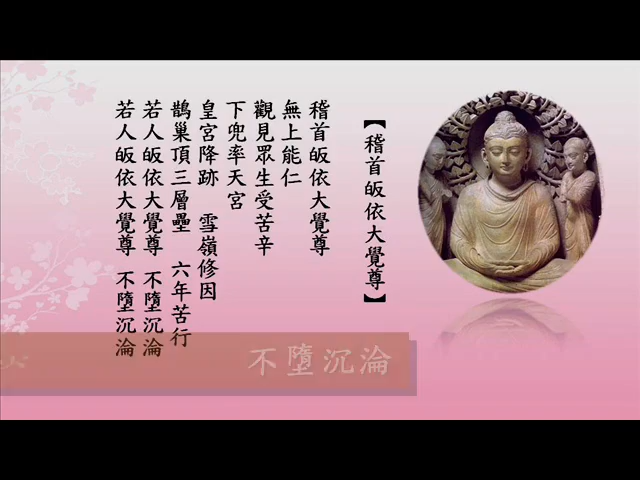 【稽首皈依大覺尊】
稽首皈依大覺尊
無上能仁
觀見眾生受苦辛
下兜率天宮
皇宮降跡 雪嶺修因
鵲巢頂三層壘 六年苦行
若人皈依大覺尊 不墮沉淪
若人皈依大覺尊 不墮沉淪
不墮沉淪